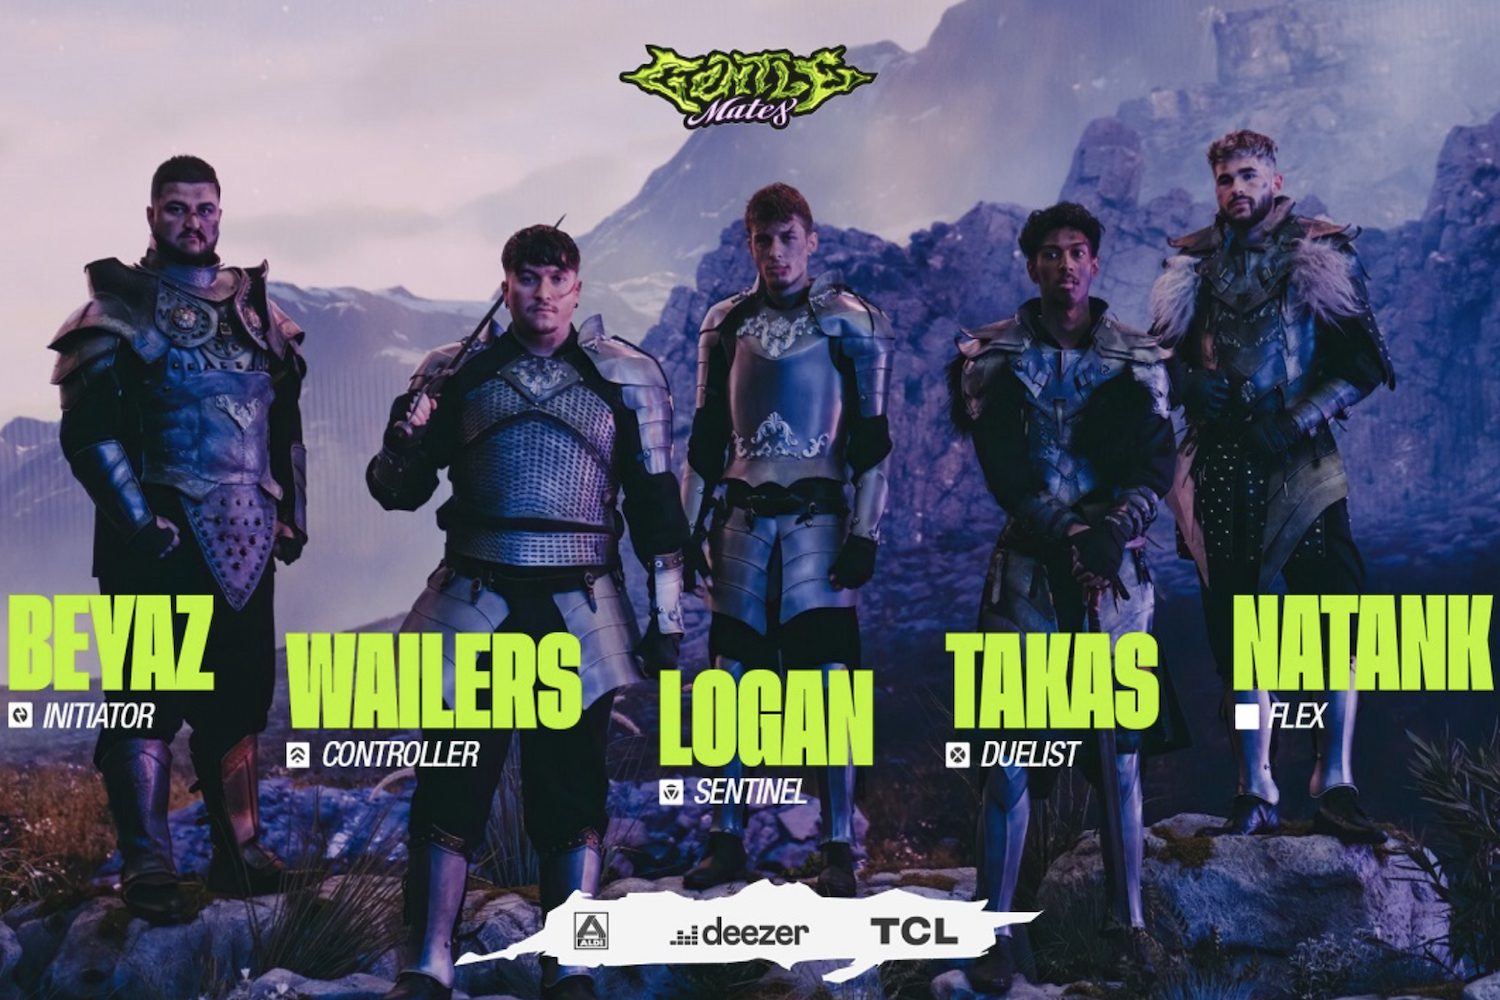 GENTLE
Mates
BEYAZ
INITIATOR
WAILERS
CONTROLLER
LOGAN
SENTINEL
TAKAS
DUELIST
NATANK
FLEX
ALDI
deezer
TCL